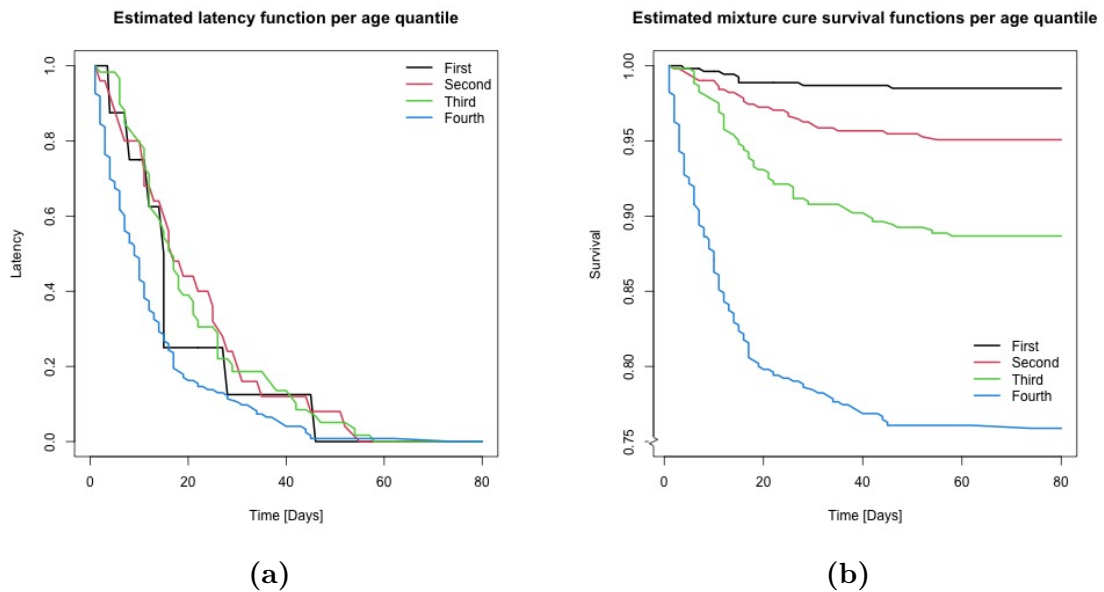 Estimated latency function per age quantile
1.0
0.8
0.6
0.4
0.2
0.0
Latency
First
Second
Third
Fourth
0 20 40 60 80
Time [Days]
(a)
Estimated mixture cure survival functions per age quantile
1.00
0.95
0.90
0.85
0.80
0.75
Survival
First
Second
Third
Fourth
0 20 40 60 80
Time [Days]
(b)